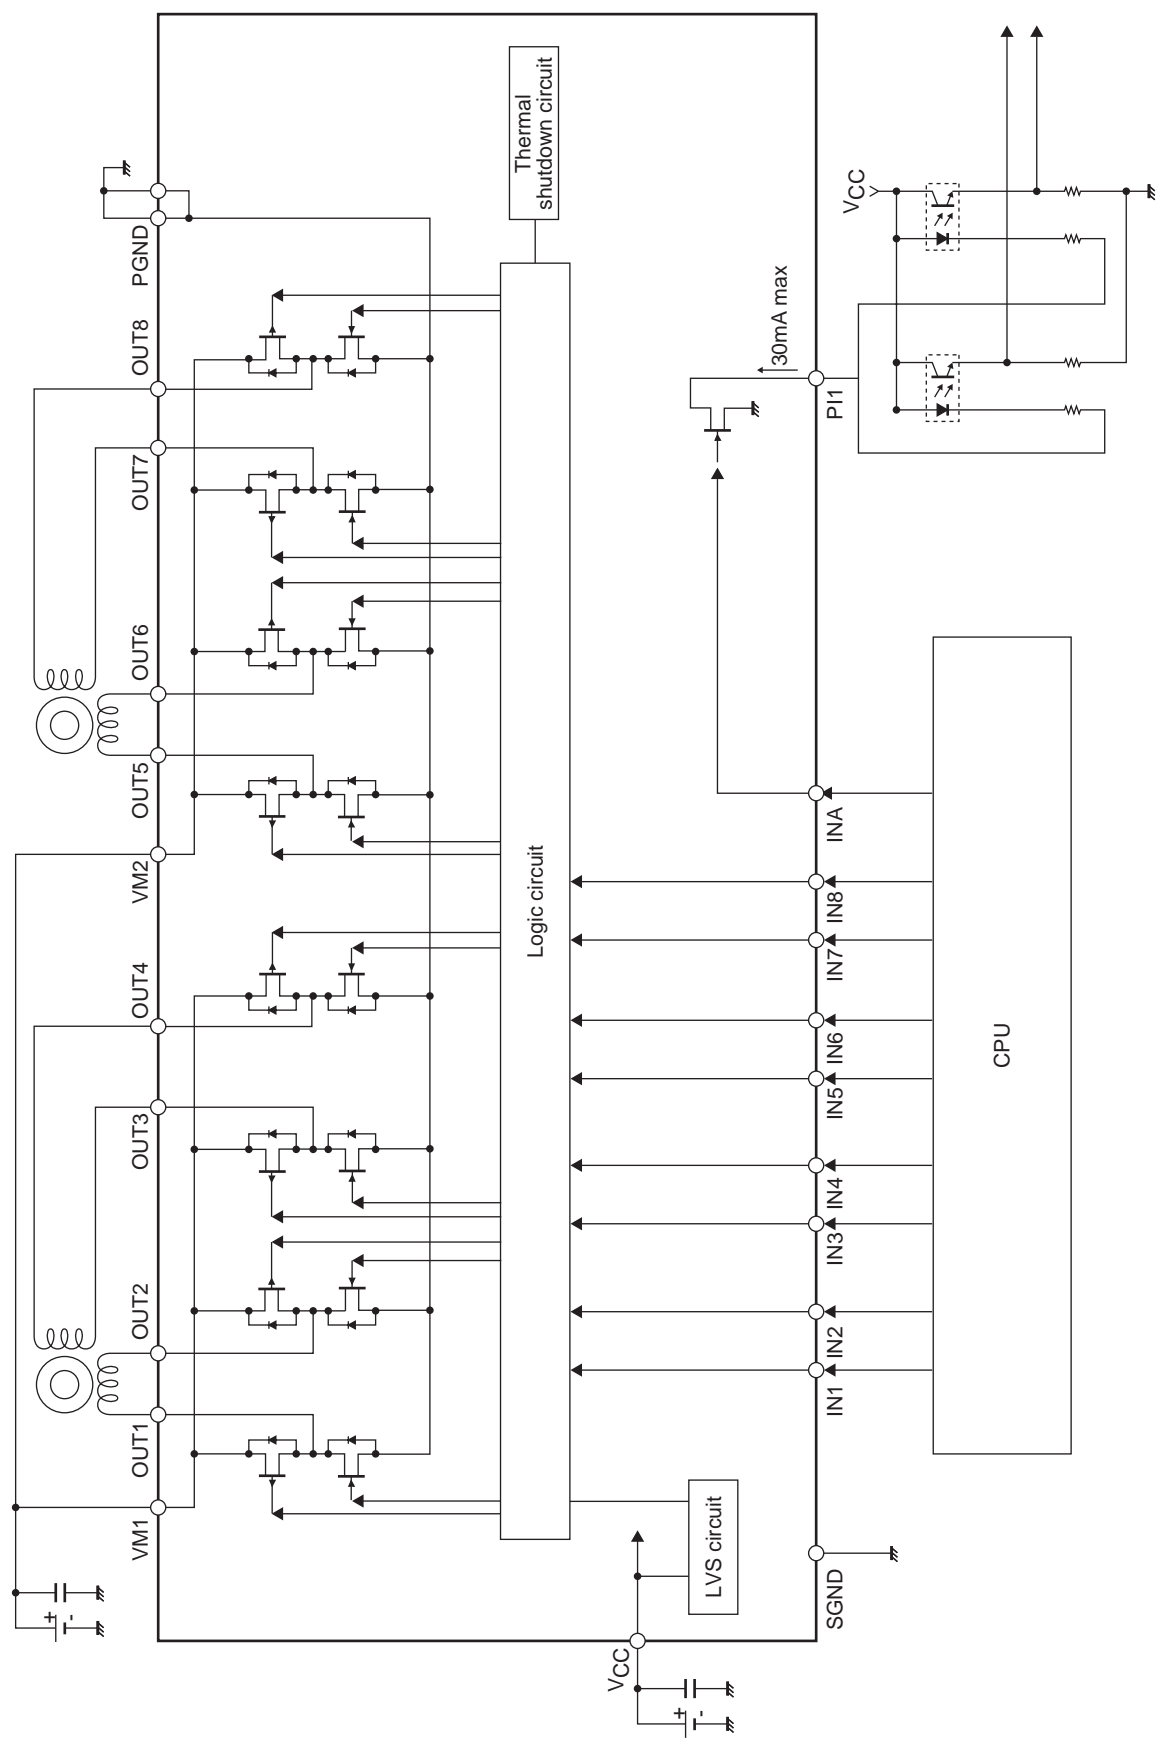 Thermal
shutdown circuit
PGND
OUT8
OUT7
OUT6
OUT5
VM2
OUT4
OUT3
OUT2
OUT1
VM1
+
-
Logic circuit
LVS circuit
VCC
+
-
SGND
IN1
IN2
IN3
IN4
IN5
IN6
IN7
IN8
INA
PI1
30mA max
VCC
CPU